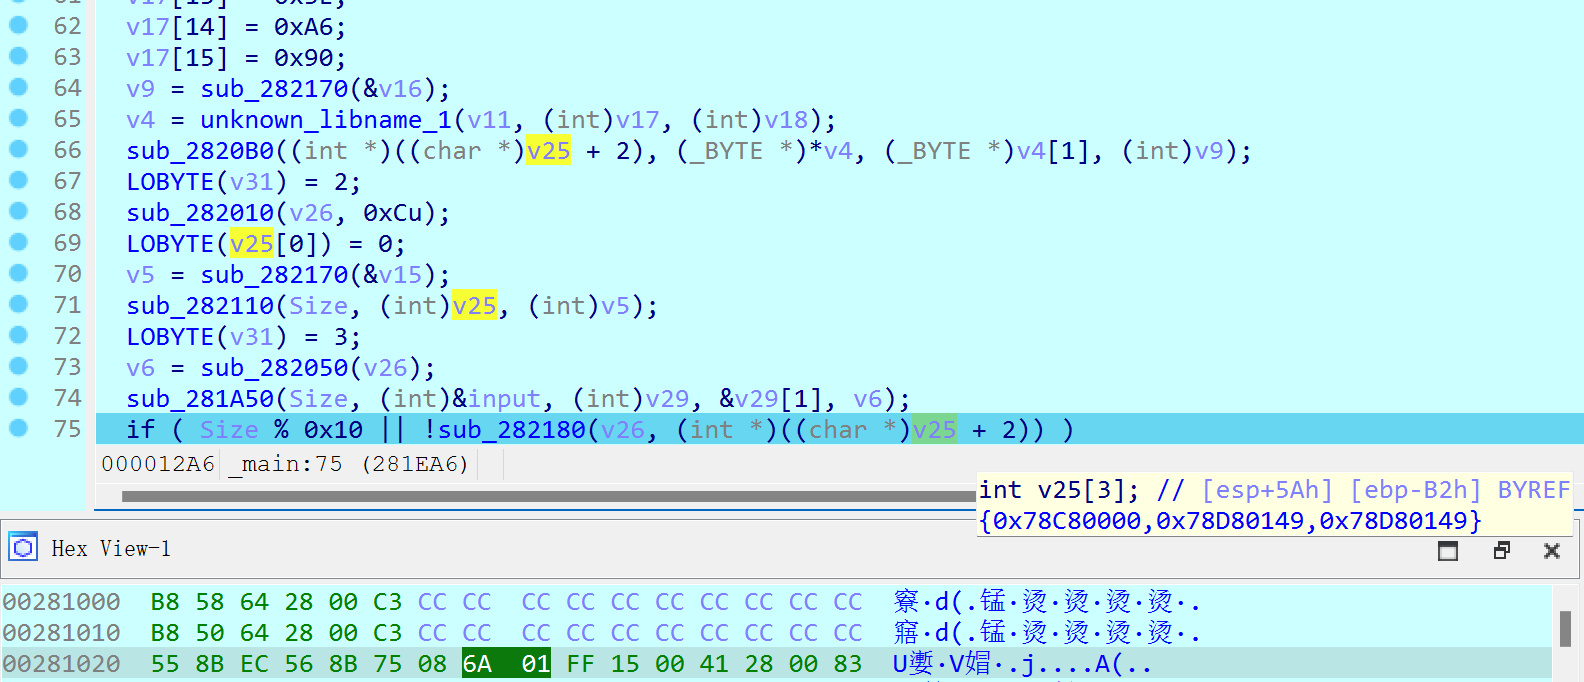 62 v17[14] = 0xA6;
63 v17[15] = 0x90;
64 v9 = sub_282170(&v16);
65 v4 = unknown_libname_1(v11, (int)v17, (int)v18);
66 sub_2820B0((int *)((char *)v25 + 2), (_BYTE *)*v4, (_BYTE *)v4[1], (int)v9);
67 LOBYTE(v31) = 2;
68 sub_282010(v26, 0xCu);
69 LOBYTE(v25[0]) = 0;
70 v5 = sub_282170(&v15);
71 sub_282110(Size, (int)v25, (int)v5);
72 LOBYTE(v31) = 3;
73 v6 = sub_282050(v26);
74 sub_281A50(Size, (int)&input, (int)v29, &v29[1], v6);
75 if ( Size % 0x10 || !sub_282180(v26, (int *)((char *)v25 + 2)) )
000012A6 _main:75 (281EA6)
int v25[3]; // [esp+5Ah] [ebp-B2h] BYREF
{0x78C80000,0x78D80149,0x78D80149}
Hex View-1
00281000 B8 58 64 28 00 C3 CC CC CC CC CC CC CC CC CC CC 寮·d(.锰·烫·烫·烫·烫·.
00281010 B8 50 64 28 00 C3 CC CC CC CC CC CC CC CC CC CC 窹·d(.锰·烫·烫·烫·烫·.
00281020 55 8B EC 56 8B 75 08 6A 01 FF 15 00 41 28 00 83 U嬱·V媢·.j....A(..